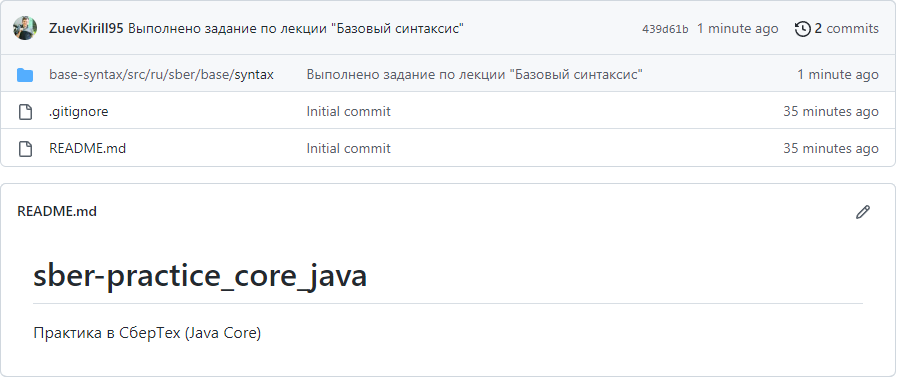 ZuevKirill95 Выполнено задание по лекции "Базовый синтаксис" 439d61b 1 minute ago 2 commits
base-syntax/src/ru/sber/base/syntax Выполнено задание по лекции "Базовый синтаксис" 1 minute ago
.gitignore Initial commit 35 minutes ago
README.md Initial commit 35 minutes ago
README.md
sber-practice_core_java
Практика в СберТех (Java Core)